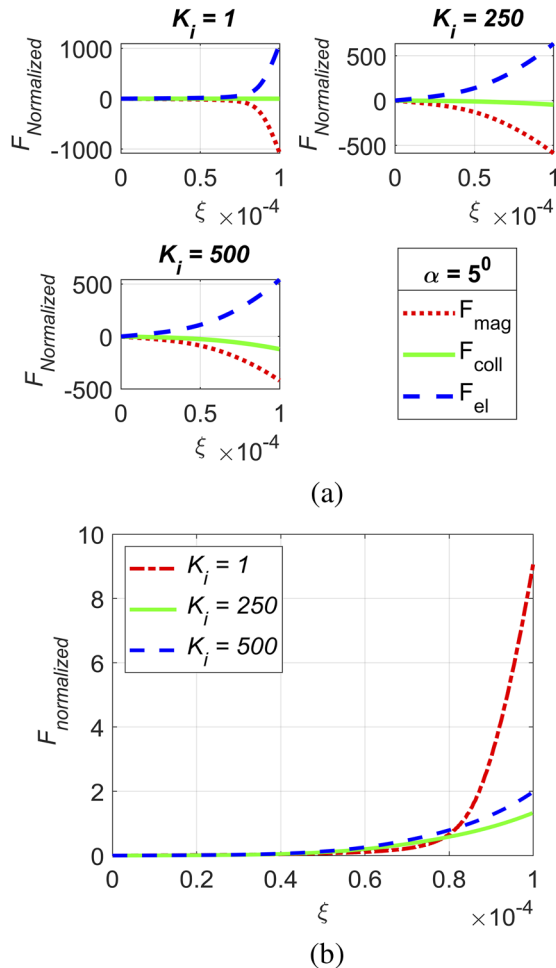 K_i = 1
K_i = 250
F_Normalized
1000
0
-1000
0
0.5
1
ξ ×10^-4
F_Normalized
500
0
-500
0
0.5
1
ξ ×10^-4
K_i = 500
F_Normalized
500
0
-500
0
0.5
1
ξ ×10^-4
α = 5^0
F_mag
F_coll
F_el
(a)
F_normalized
10
8
6
4
2
0
K_i = 1
K_i = 250
K_i = 500
0
0.2
0.4
0.6
0.8
1
ξ
×10^-4
(b)